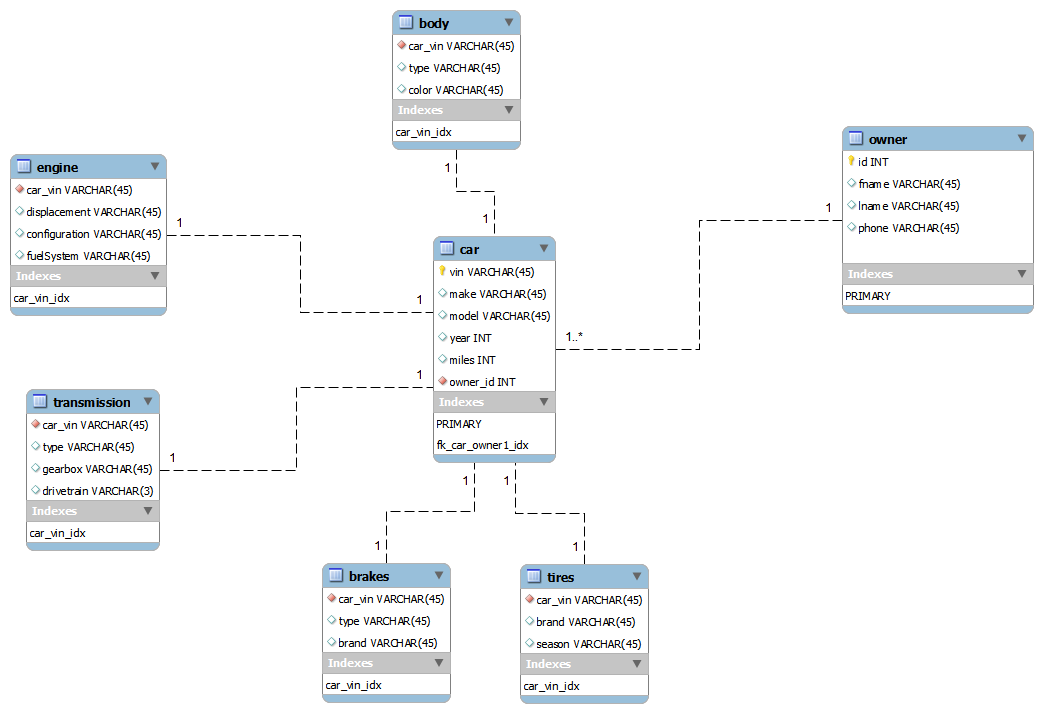 body
car_vin VARCHAR(45)
type VARCHAR(45)
color VARCHAR(45)
Indexes
car_vin_idx
1
1
engine
car_vin VARCHAR(45)
displacement VARCHAR(45)
configuration VARCHAR(45)
fuelSystem VARCHAR(45)
Indexes
car_vin_idx
1
1
owner
id INT
fname VARCHAR(45)
lname VARCHAR(45)
phone VARCHAR(45)
Indexes
PRIMARY
1
1..*
car
vin VARCHAR(45)
make VARCHAR(45)
model VARCHAR(45)
year INT
miles INT
owner_id INT
Indexes
PRIMARY
fk_car_owner1_idx
transmission
car_vin VARCHAR(45)
type VARCHAR(45)
gearbox VARCHAR(45)
drivetrain VARCHAR(3)
Indexes
car_vin_idx
1
1
1
1
brakes
car_vin VARCHAR(45)
type VARCHAR(45)
brand VARCHAR(45)
Indexes
car_vin_idx
1
1
tires
car_vin VARCHAR(45)
brand VARCHAR(45)
season VARCHAR(45)
Indexes
car_vin_idx